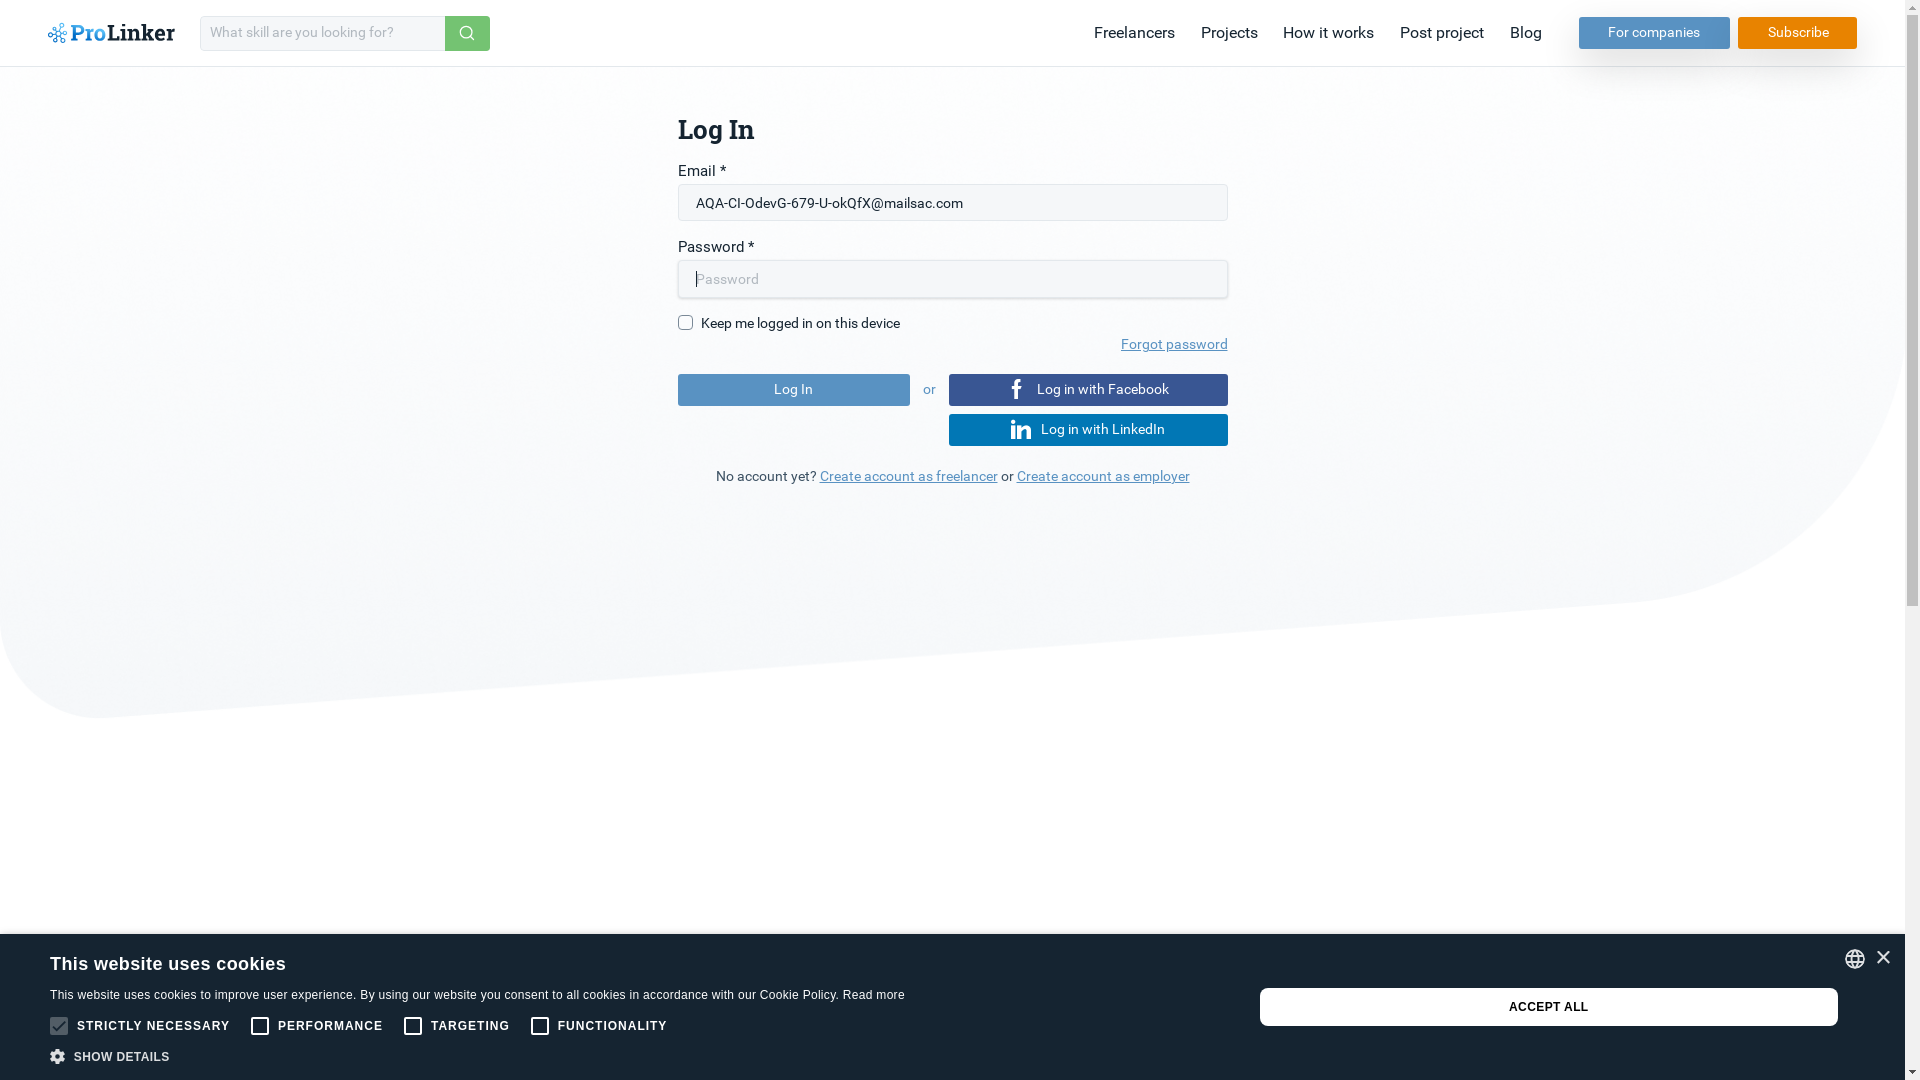 ProLinker
What skill are you looking for?
Freelancers
Projects
How it works
Post project
Blog
For companies
Subscribe
Log In
Email *
AQA-CI-OdevG-679-U-okQfX@mailsac.com
Password *
Password
Keep me logged in on this device
Forgot password
Log In
or
Log in with Facebook
Log in with LinkedIn
No account yet? Create account as freelancer or Create account as employer
This website uses cookies
This website uses cookies to improve user experience. By using our website you consent to all cookies in accordance with our Cookie Policy. Read more
STRICTLY NECESSARY
PERFORMANCE
TARGETING
FUNCTIONALITY
SHOW DETAILS
ACCEPT ALL